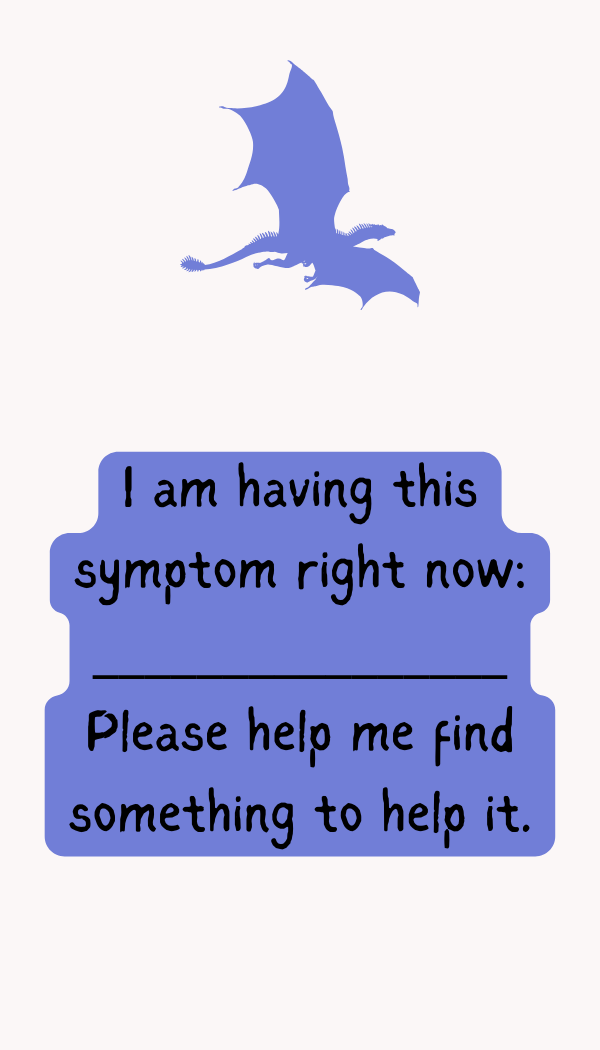 I am having this
symptom right now:
________________
Please help me find
something to help it.